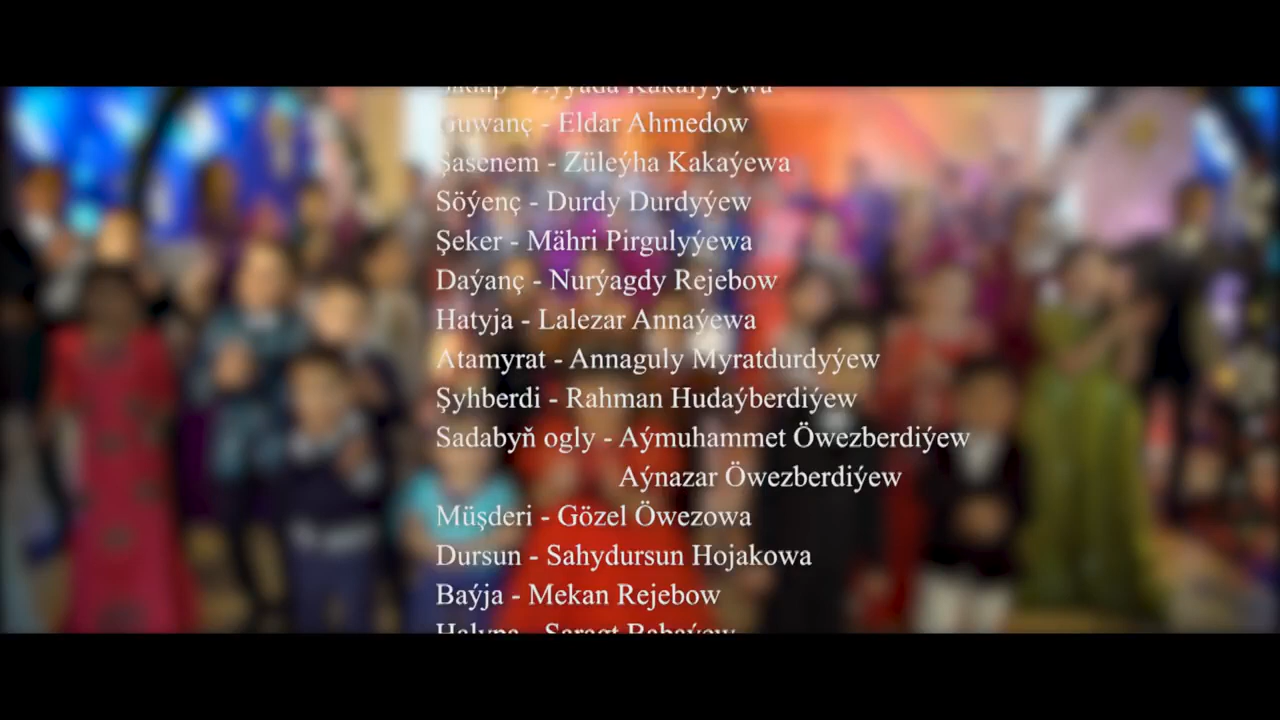 Guwanç - Eldar Ahmedow
Şasenem - Züleýha Kakaýewa
Söýenç - Durdy Durdyýew
Şeker - Mähri Pirgulyýewa
Daýanç - Nurýagdy Rejebow
Hatyja - Lalezar Annaýewa
Atamyrat - Annaguly Myratdurdyýew
Şyhberdi - Rahman Hudaýberdiýew
Sadabyň ogly - Aýmuhammet Öwezberdiýew
Aýnazar Öwezberdiýew
Müşderi - Gözel Öwezowa
Dursun - Sahydursun Hojakowa
Baýja - Mekan Rejebow